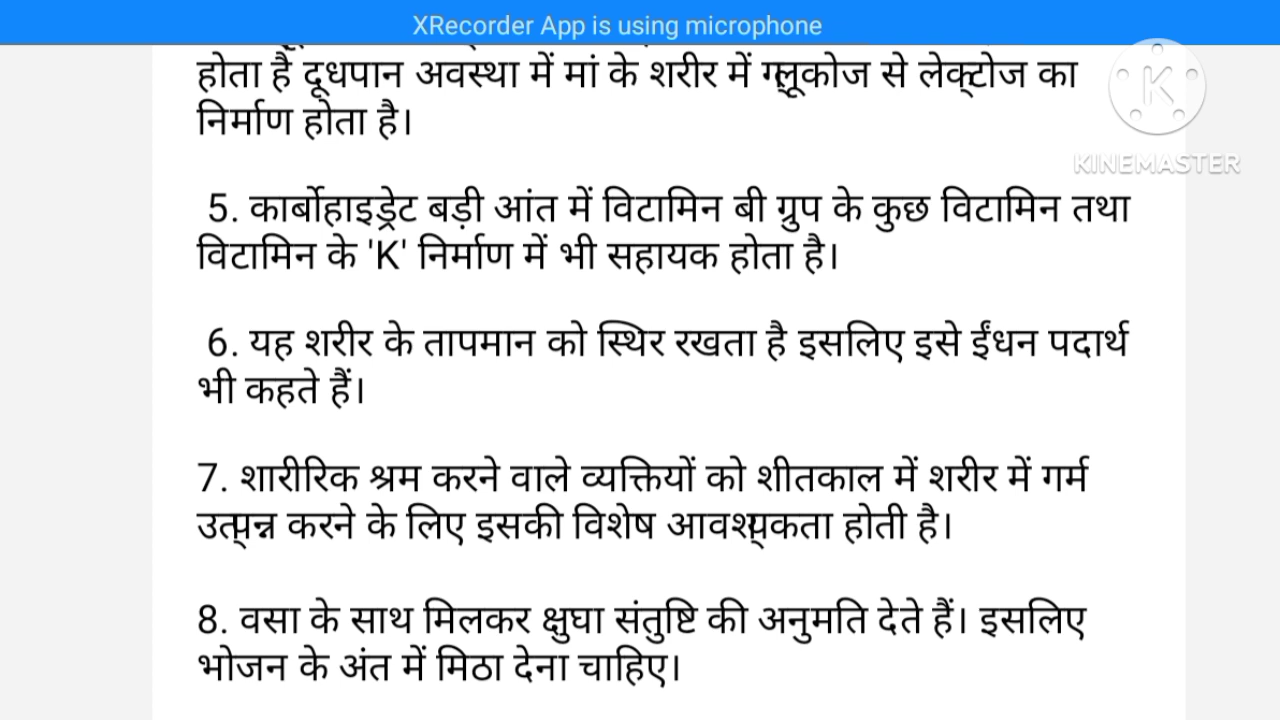 XRecorder App is using microphone
होता है दूधपान अवस्था में मां के शरीर में ग्लूकोज से लेक्टोज का
निर्माण होता है।
K
KINEMASTER
5. कार्बोहाइड्रेट बड़ी आंत में विटामिन बी ग्रुप के कुछ विटामिन तथा
विटामिन के 'K' निर्माण में भी सहायक होता है।
6. यह शरीर के तापमान को स्थिर रखता है इसलिए इसे ईंधन पदार्थ
भी कहते हैं।
7. शारीरिक श्रम करने वाले व्यक्तियों को शीतकाल में शरीर में गर्म
उत्पन्न करने के लिए इसकी विशेष आवश्यकता होती है।
8. वसा के साथ मिलकर क्षुघा संतुष्टि की अनुमति देते हैं। इसलिए
भोजन के अंत में मिठा देना चाहिए।